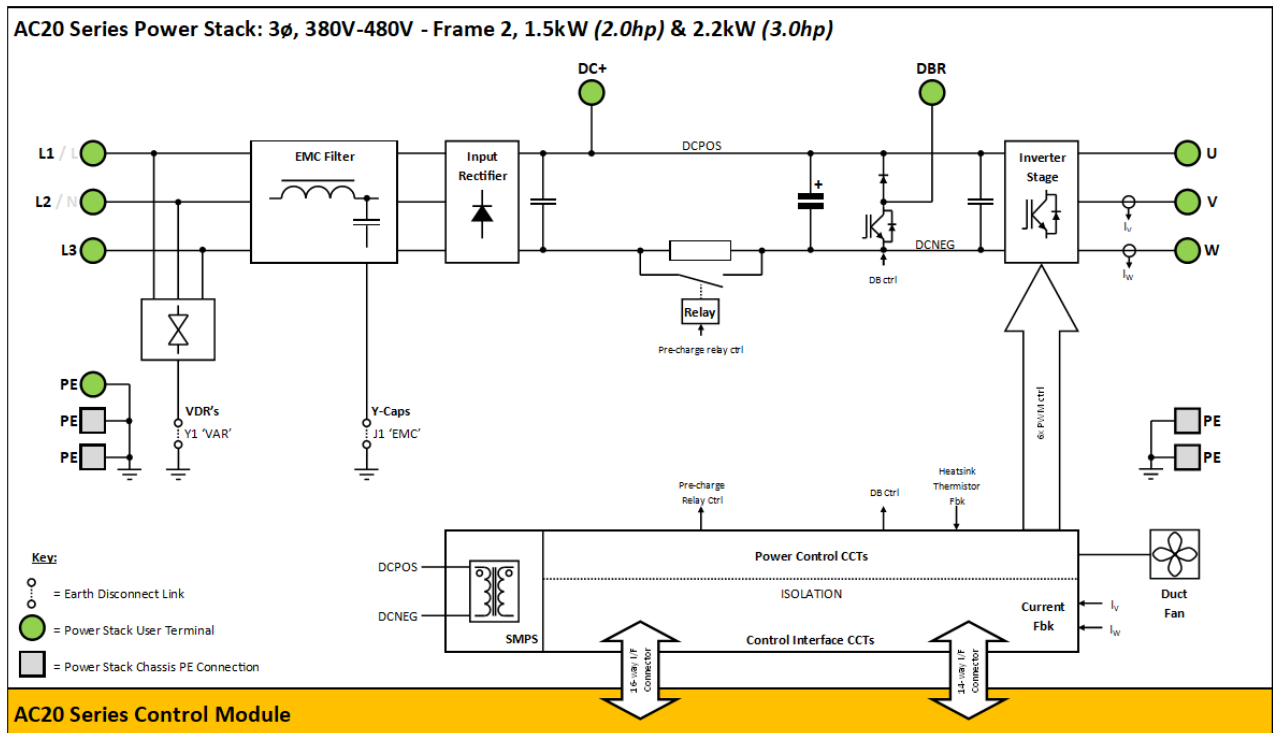 AC20 Series Power Stack: 3ø, 380V-480V - Frame 2, 1.5kW (2.0hp) & 2.2kW (3.0hp)
DC+
DBR
L1 / L
L2 / N
L3
EMC Filter
Input
Rectifier
DCPOS
+
DCNEG
DB ctrl
Inverter
Stage
U
V
W
IV
IW
Relay
Pre-charge relay ctrl
PE
PE
PE
VDR's
Y1 'VAR'
Y-Caps
J1 'EMC'
6x PWM ctrl
PE
PE
Pre-charge
Relay Ctrl
DB Ctrl
Heatsink
Thermistor
Fbk
Key:
= Earth Disconnect Link
= Power Stack User Terminal
= Power Stack Chassis PE Connection
DCPOS
DCNEG
SMPS
Power Control CCTs
ISOLATION
Control Interface CCTs
Current
Fbk
IV
IW
Duct
Fan
16-way I/F
Connector
14-way I/F
Connector
AC20 Series Control Module